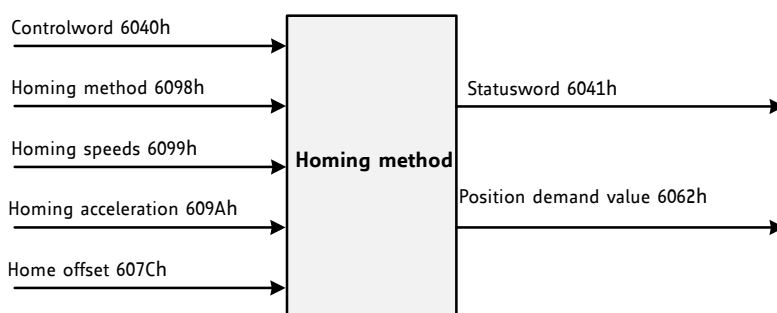 Controlword 6040h
Homing method 6098h
Homing speeds 6099h
Homing acceleration 609Ah
Home offset 607Ch
Homing method
Statusword 6041h
Position demand value 6062h